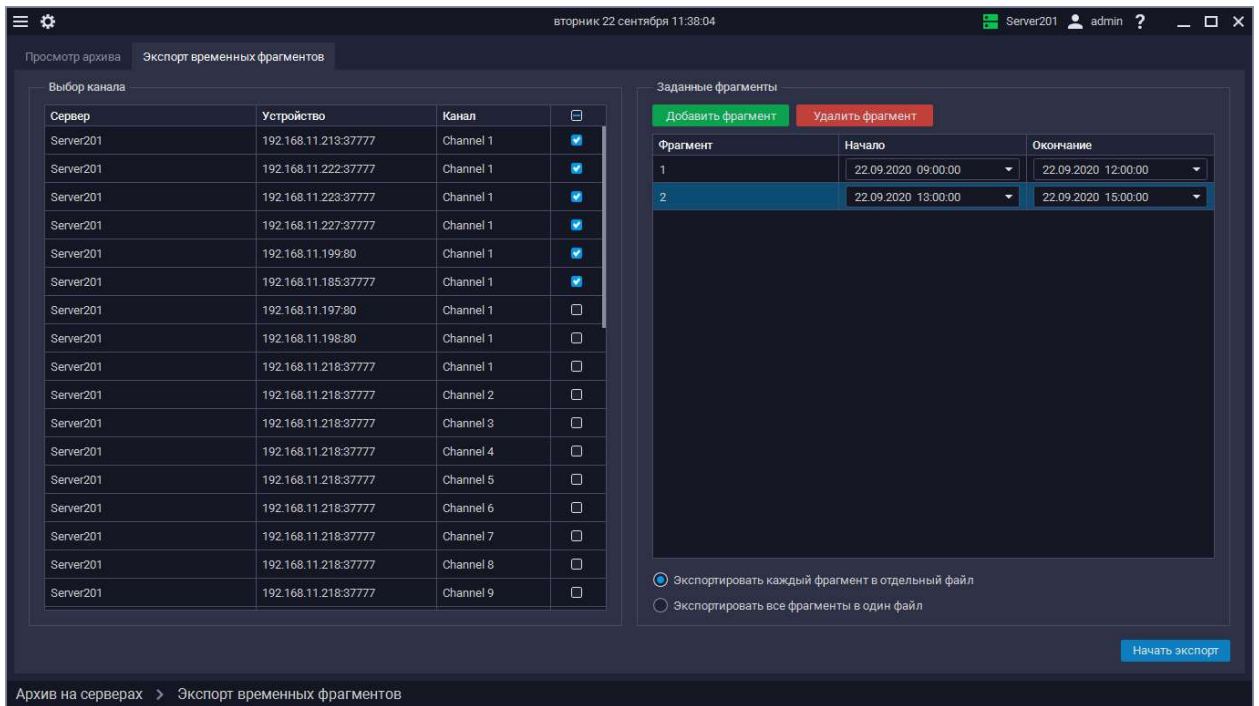 вторник 22 сентября 11:38:04 Server201 admin ?
Просмотр архива Экспорт временных фрагментов
Выбор канала
Сервер Устройство Канал
Server201 192.168.11.213:37777 Channel 1
Server201 192.168.11.222:37777 Channel 1
Server201 192.168.11.223:37777 Channel 1
Server201 192.168.11.227:37777 Channel 1
Server201 192.168.11.199:80 Channel 1
Server201 192.168.11.185:37777 Channel 1
Server201 192.168.11.197:80 Channel 1
Server201 192.168.11.198:80 Channel 1
Server201 192.168.11.218:37777 Channel 1
Server201 192.168.11.218:37777 Channel 2
Server201 192.168.11.218:37777 Channel 3
Server201 192.168.11.218:37777 Channel 4
Server201 192.168.11.218:37777 Channel 5
Server201 192.168.11.218:37777 Channel 6
Server201 192.168.11.218:37777 Channel 7
Server201 192.168.11.218:37777 Channel 8
Server201 192.168.11.218:37777 Channel 9
Заданные фрагменты
Добавить фрагмент Удалить фрагмент
Фрагмент Начало Окончание
1 22.09.2020 09:00:00 22.09.2020 12:00:00
2 22.09.2020 13:00:00 22.09.2020 15:00:00
Экспортировать каждый фрагмент в отдельный файл
Экспортировать все фрагменты в один файл
Начать экспорт
Архив на серверах > Экспорт временных фрагментов